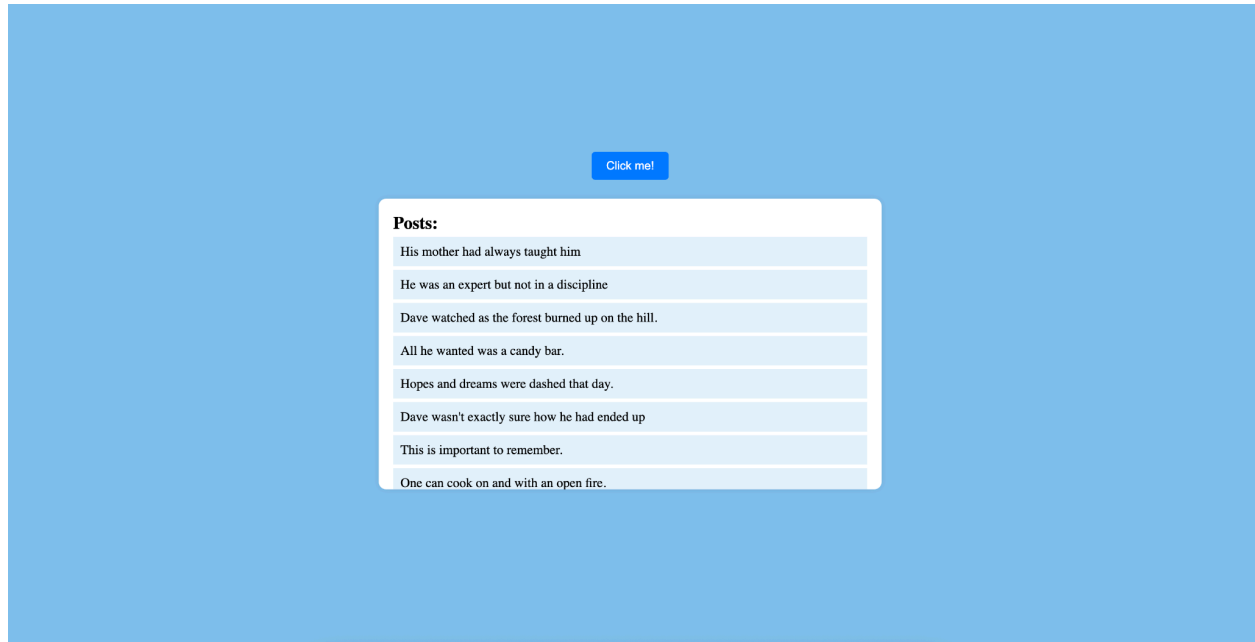 Click me!
Posts:
His mother had always taught him
He was an expert but not in a discipline
Dave watched as the forest burned up on the hill.
All he wanted was a candy bar.
Hopes and dreams were dashed that day.
Dave wasn't exactly sure how he had ended up
This is important to remember.
One can cook on and with an open fire.